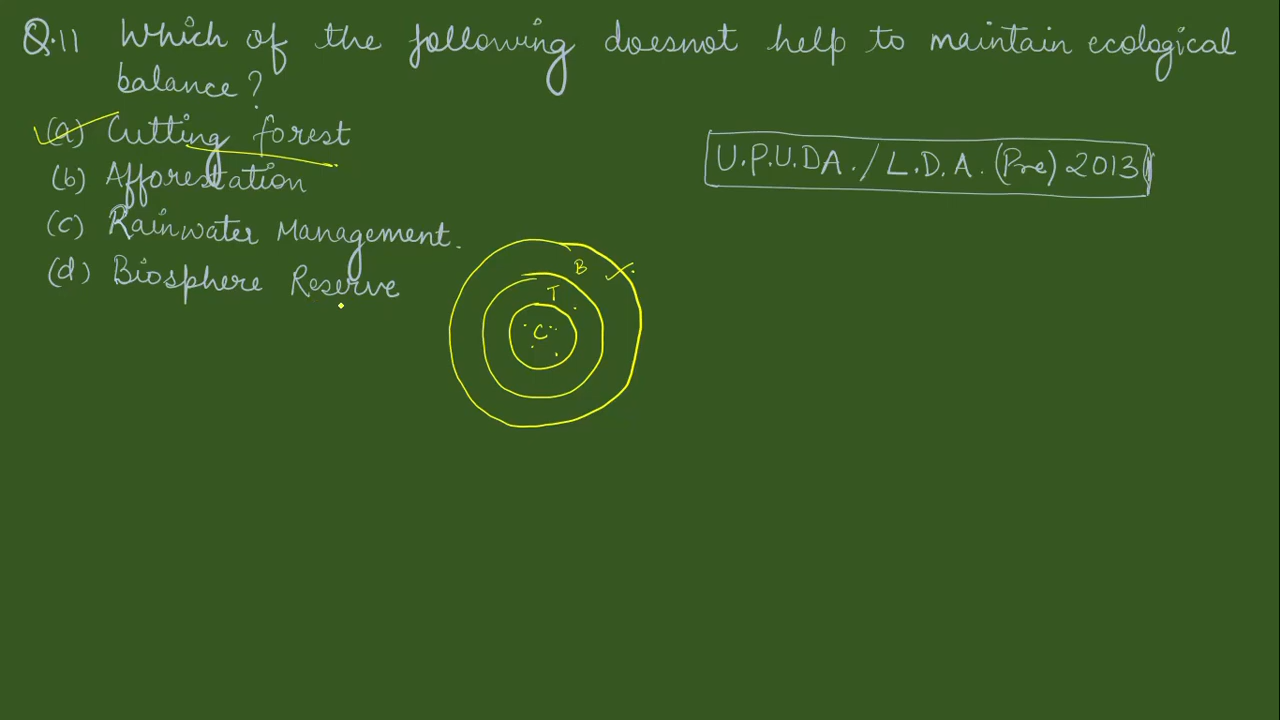 Q.11 Which of the following doesnot help to maintain ecological
balance?
(a) Cutting forest
(b) Afforestation
(c) Rainwater Management.
(d) Biosphere Reserve
U.P.U.DA./L.D.A. (Pre) 2013
B
T
C